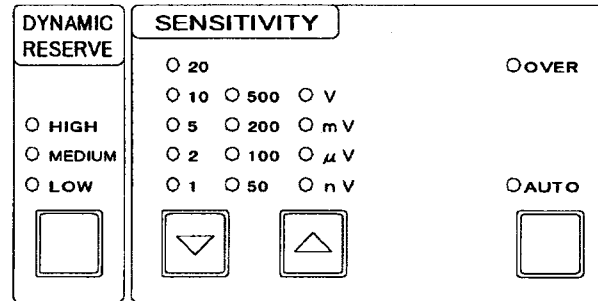 DYNAMIC
RESERVE
HIGH
MEDIUM
LOW
SENSITIVITY
20
10 500 V
5 200 mV
2 100 μV
1 50 nV
OVER
AUTO